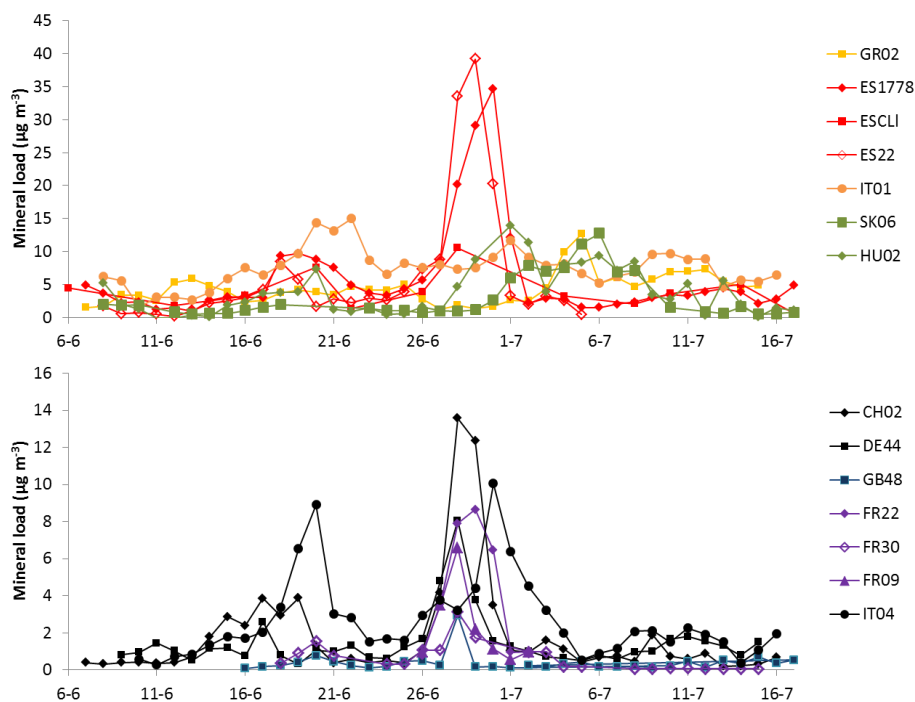 45
40
35
30
25
20
15
10
5
0
Mineral load (µg m⁻³)
6-6 11-6 16-6 21-6 26-6 1-7 6-7 11-7 16-7
GR02
ES1778
ESCLI
ES22
IT01
SK06
HU02
16
14
12
10
8
6
4
2
0
Mineral load (µg m⁻³)
6-6 11-6 16-6 21-6 26-6 1-7 6-7 11-7 16-7
CH02
DE44
GB48
FR22
FR30
FR09
IT04